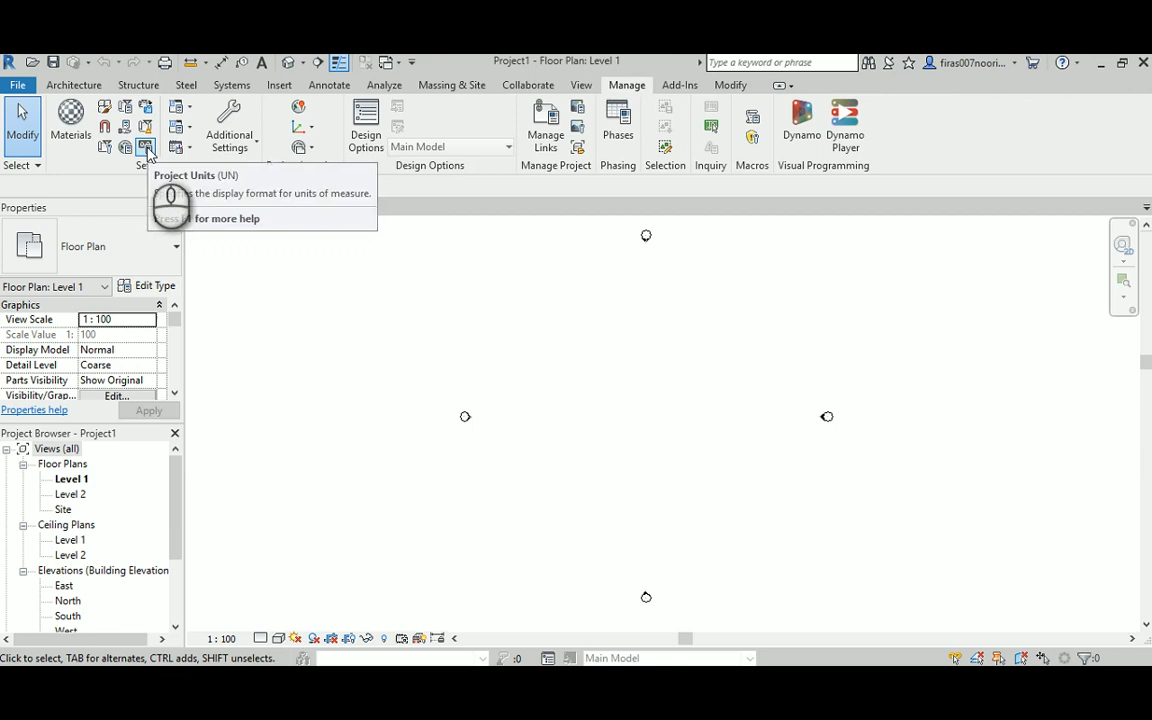 Project1 - Floor Plan: Level 1
Type a keyword or phrase
firas007noori...
File Architecture Structure Steel Systems Insert Annotate Analyze Massing & Site Collaborate View Manage Add-Ins Modify
Modify
Materials
Additional Settings
Design Options
Main Model
Manage Links
Phases
Dynamo
Dynamo Player
Select
Design Options
Manage Project
Phasing
Selection
Inquiry
Macros
Visual Programming
Project Units (UN)
the display format for units of measure.
for more help
Properties
Floor Plan
Floor Plan: Level 1
Edit Type
Graphics
View Scale 1 : 100
Scale Value 1: 100
Display Model Normal
Detail Level Coarse
Parts Visibility Show Original
Visibility/Grap... Edit...
Properties help
Apply
Project Browser - Project1
Views (all)
Floor Plans
Level 1
Level 2
Site
Ceiling Plans
Level 1
Level 2
Elevations (Building Elevation
East
North
South
West
1 : 100
Click to select, TAB for alternates, CTRL adds, SHIFT unselects.
:0
Main Model
:0